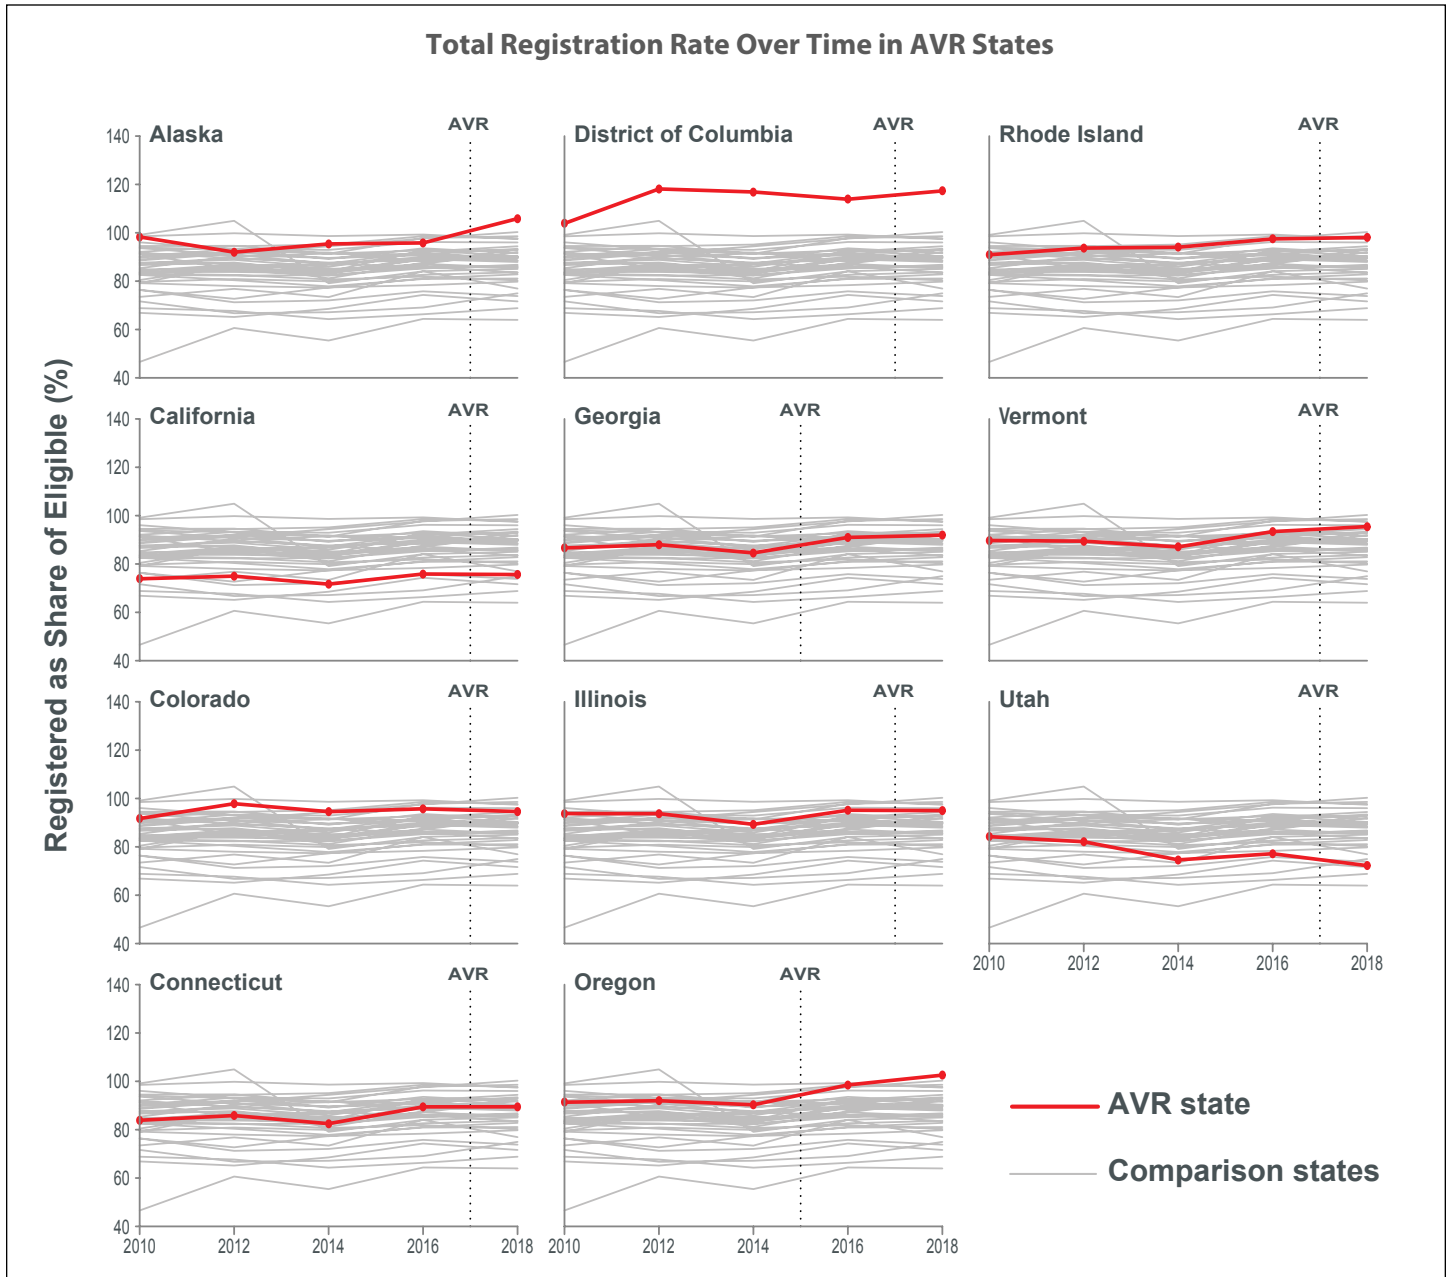 Total Registration Rate Over Time in AVR States
Registered as Share of Eligible (%)
Alaska
AVR
140
120
100
80
60
40
District of Columbia
AVR
Rhode Island
AVR
California
AVR
140
120
100
80
60
40
Georgia
AVR
Vermont
AVR
Colorado
AVR
140
120
100
80
60
40
Illinois
AVR
Utah
AVR
2010 2012 2014 2016 2018
Connecticut
AVR
140
120
100
80
60
40
2010 2012 2014 2016 2018
Oregon
AVR
2010 2012 2014 2016 2018
AVR state
Comparison states